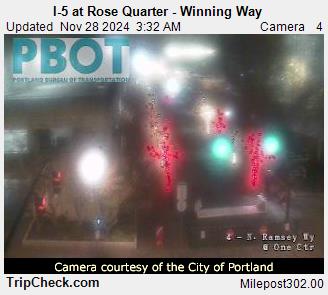 I-5 at Rose Quarter - Winning Way
Updated Nov 28 2024 3:32 AM Camera 4
PBOT
PORTLAND BUREAU OF TRANSPORTATION
4 - N. Ramsey Wy
@ One Ctr
Camera courtesy of the City of Portland
TripCheck.com Milepost302.00